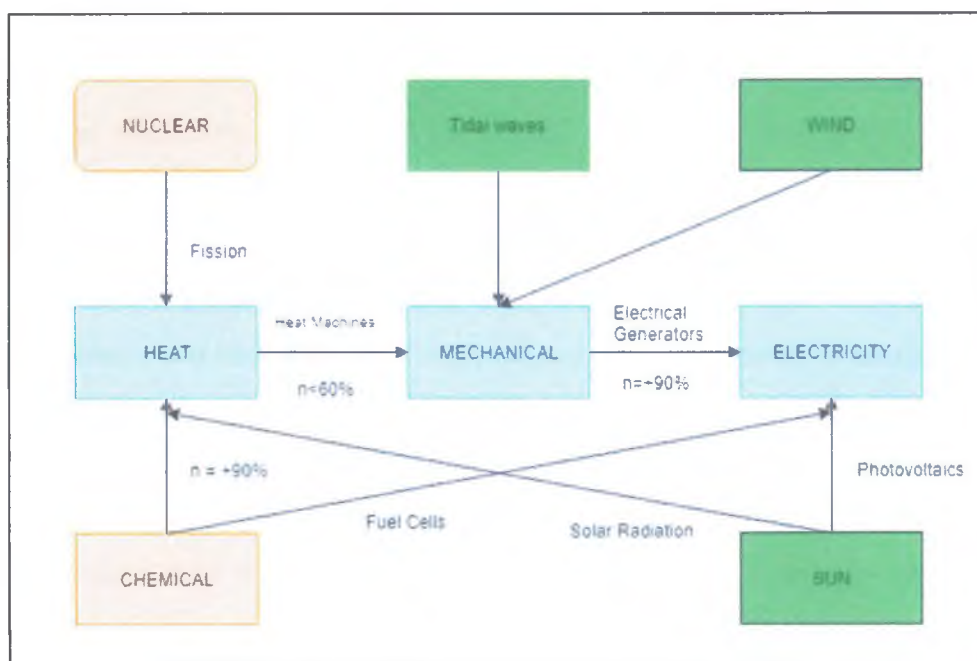 NUCLEAR
Tidal waves
WIND
Fission
Heat Machines
Electrical
Generators
HEAT
MECHANICAL
ELECTRICITY
n<60%
n=+90%
n = +90%
Photovoltaics
Fuel Cells
Solar Radiation
CHEMICAL
SUN